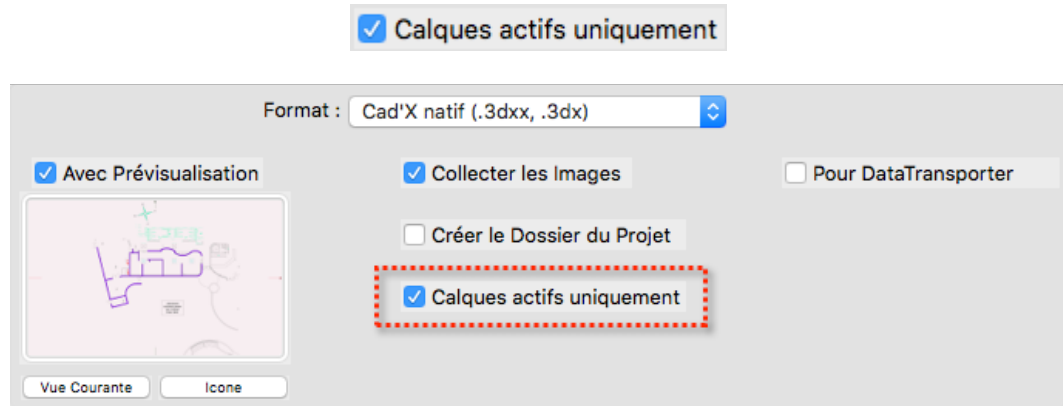 Calques actifs uniquement
Format : Cad'X natif (.3dxx, .3dx)
Avec Prévisualisation Collecter les Images Pour DataTransporter
Créer le Dossier du Projet
Calques actifs uniquement
Vue Courante Icone